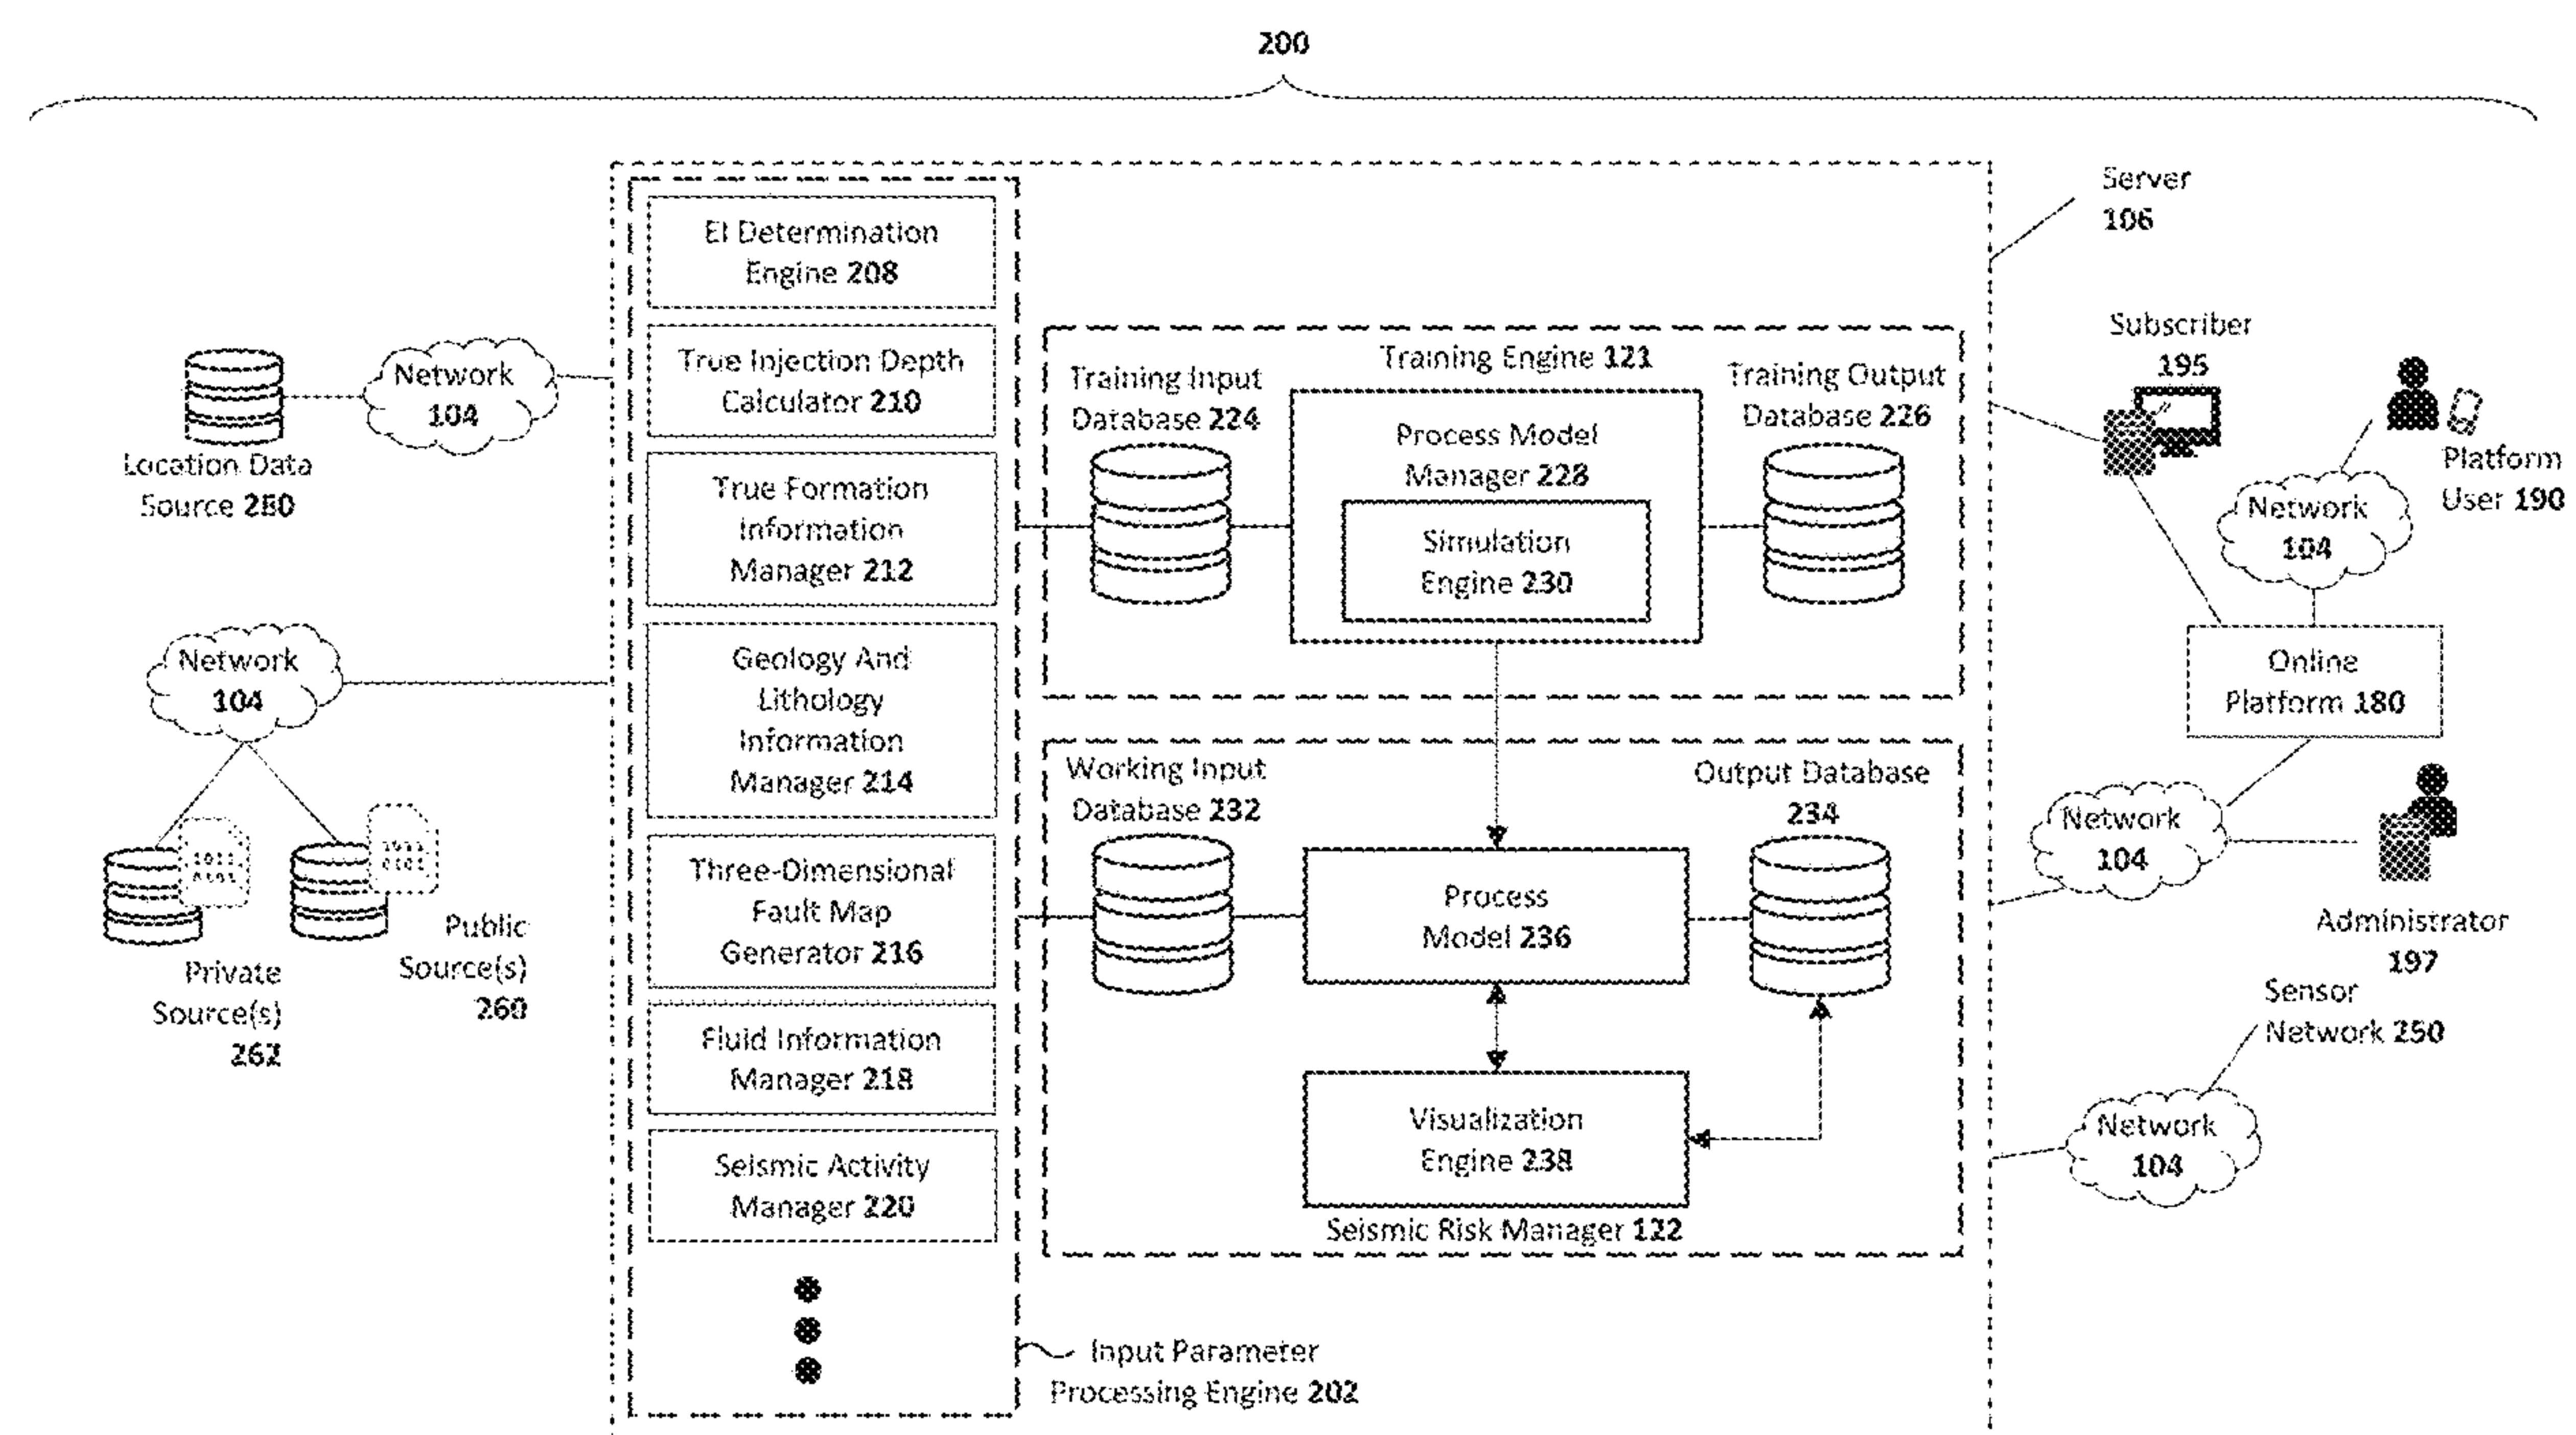 200
Server
106
EI Determination
Engine 208
True Injection Depth
Calculator 210
True Formation
Information
Manager 212
Geology And
Lithology
Information
Manager 214
Three-Dimensional
Fault Map
Generator 216
Fluid Information
Manager 218
Seismic Activity
Manager 220
Input Parameter
Processing Engine 202
Network
104
Location Data
Source 280
Network
104
1011
0101
1011
0101
Public
Source(s)
260
Private
Source(s)
262
Training Engine 121
Training Input
Database 224
Process Model
Manager 228
Simulation
Engine 230
Training Output
Database 226
Working Input
Database 232
Output Database
234
Process
Model 236
Visualization
Engine 238
Seismic Risk Manager 122
Subscriber
195
Platform
User 190
Network
104
Online
Platform 180
Network
104
Administrator
197
Sensor
Network 250
Network
104